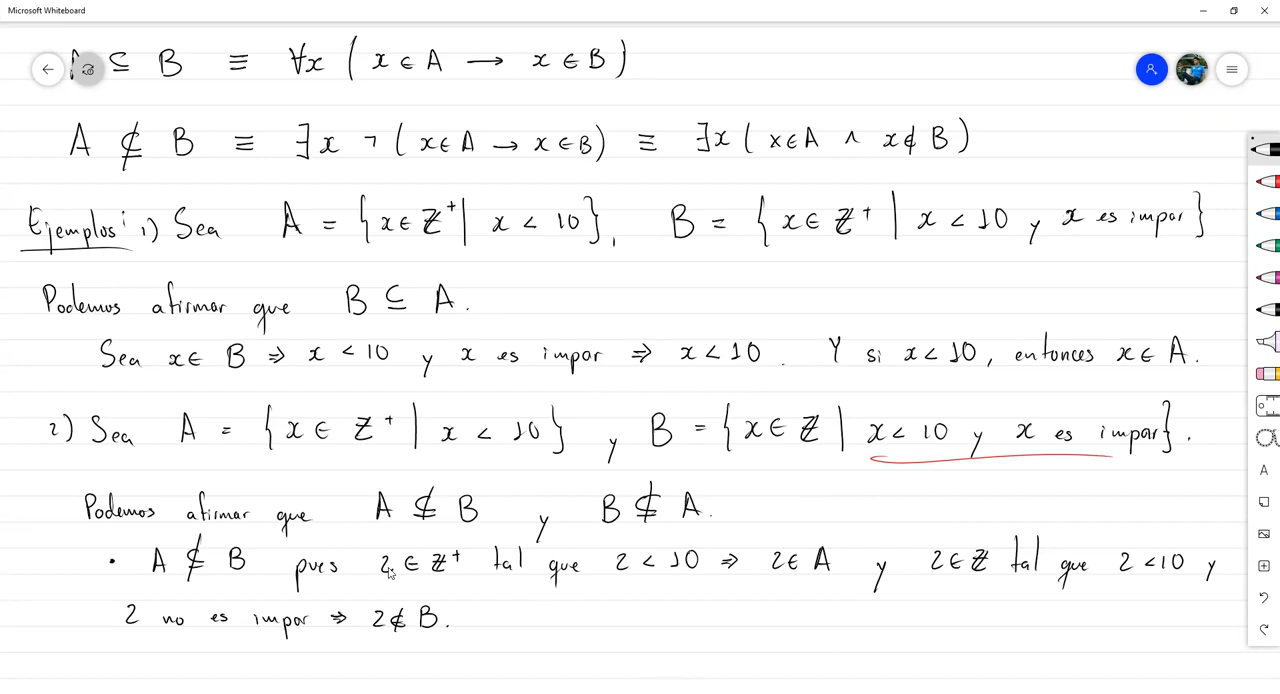 Microsoft Whiteboard
⊆ B ≡ ∀x ( x ∈ A → x ∈ B )
A ⊄ B ≡ ∃x ¬ ( x ∈ A → x ∈ B ) ≡ ∃x ( x ∈ A ∧ x ∉ B )
Ejemplos: 1) Sea A = { x ∈ Z⁺ | x < 10 }, B = { x ∈ Z⁺ | x < 10 y x es impar }
Podemos afirmar que B ⊆ A.
Sea x ∈ B ⇒ x < 10 y x es impar ⇒ x < 10. Y si x < 10, entonces x ∈ A.
2) Sea A = { x ∈ Z⁺ | x < 10 } y B = { x ∈ Z | x < 10 y x es impar }.
Podemos afirmar que A ⊈ B y B ⊈ A.
• A ⊈ B pues 2 ∈ Z⁺ tal que 2 < 10 ⇒ 2 ∈ A y 2 ∈ Z tal que 2 < 10 y
2 no es impar ⇒ 2 ∉ B.